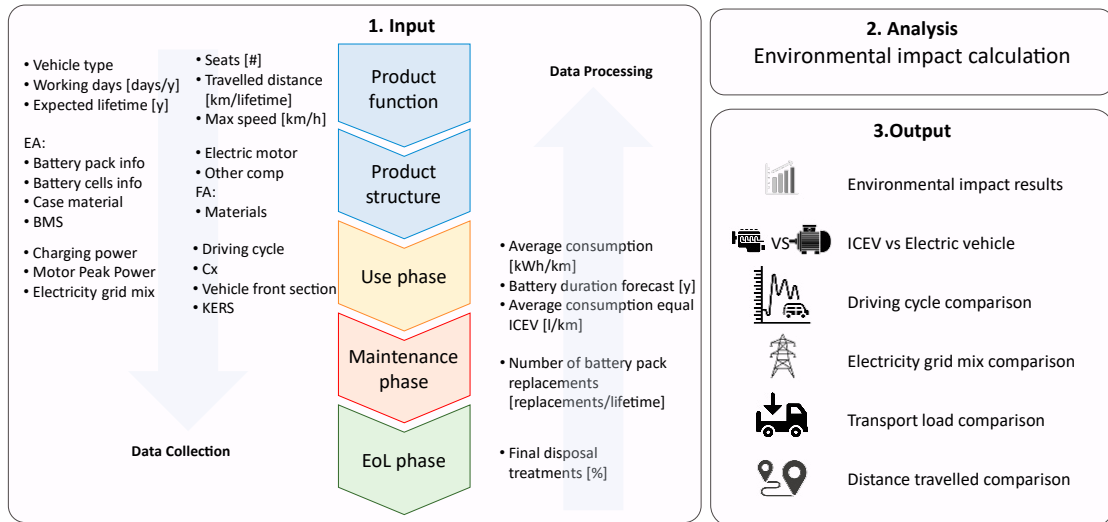 1. Input
• Vehicle type
• Working days [days/y]
• Expected lifetime [y]
• Seats [#]
• Travelled distance
[km/lifetime]
• Max speed [km/h]
EA:
• Battery pack info
• Battery cells info
• Case material
• BMS
• Electric motor
• Other comp
FA:
• Materials
• Charging power
• Motor Peak Power
• Electricity grid mix
• Driving cycle
• Cx
• Vehicle front section
• KERS
Data Collection
Product
function
Product
structure
Use phase
Maintenance
phase
EoL phase
Data Processing
• Average consumption
[kWh/km]
• Battery duration forecast [y]
• Average consumption equal
ICEV [l/km]
• Number of battery pack
replacements
[replacements/lifetime]
• Final disposal
treatments [%]
2. Analysis
Environmental impact calculation
3.Output
Environmental impact results
VS
ICEV vs Electric vehicle
Driving cycle comparison
Electricity grid mix comparison
Transport load comparison
Distance travelled comparison